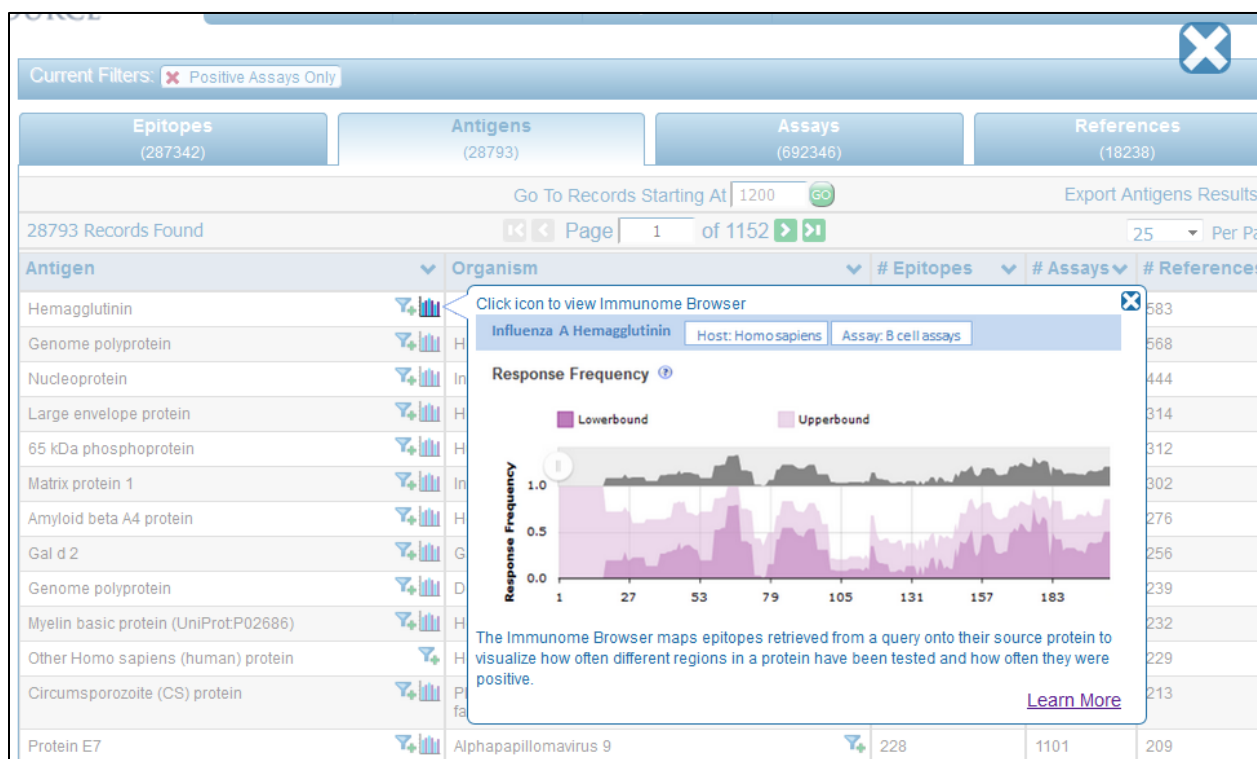 Current Filters: Positive Assays Only
Epitopes Antigens Assays References
(287342) (28793) (692346) (18238)
Go To Records Starting At 1200 GO Export Antigens Results
28793 Records Found Page 1 of 1152 25 Per Pa
Antigen Organism # Epitopes # Assays # References
Hemagglutinin 583
Genome polyprotein H 568
Nucleoprotein In 444
Large envelope protein H 314
65 kDa phosphoprotein H 312
Matrix protein 1 In 302
Amyloid beta A4 protein H 276
Gal d 2 G 256
Genome polyprotein D 239
Myelin basic protein (UniProt:P02686) H 232
Other Homo sapiens (human) protein H 229
Circumsporozoite (CS) protein Pl 213
fa
Protein E7 Alphapapillomavirus 9 228 1101 209
Click icon to view Immunome Browser
Influenza A Hemagglutinin Host: Homo sapiens Assay: B cell assays
Response Frequency ?
Lowerbound Upperbound
Response Frequency
1.0
0.5
0.0
1 27 53 79 105 131 157 183
The Immunome Browser maps epitopes retrieved from a query onto their source protein to
visualize how often different regions in a protein have been tested and how often they were
positive.
Learn More